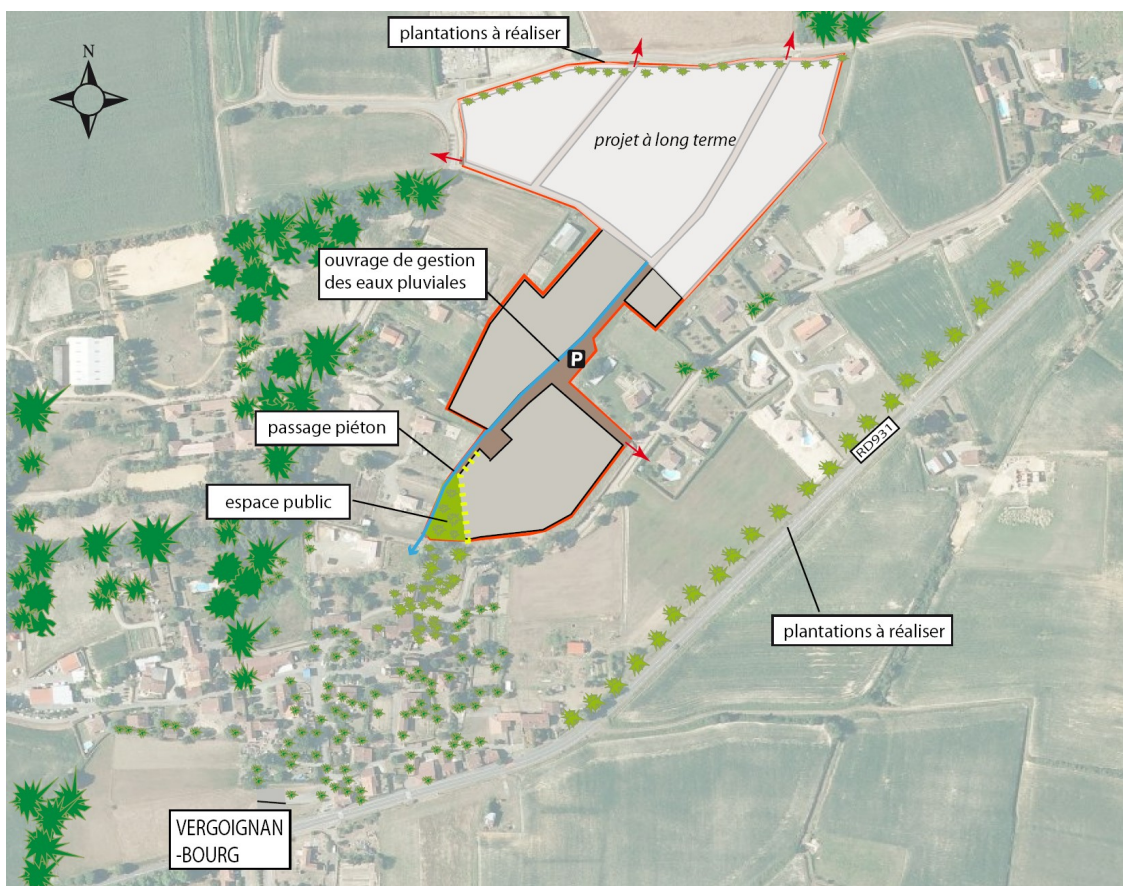 plantations à réaliser
N
projet à long terme
ouvrage de gestion
des eaux pluviales
P
passage piéton
RD931
espace public
plantations à réaliser
VERGOIGNAN
-BOURG